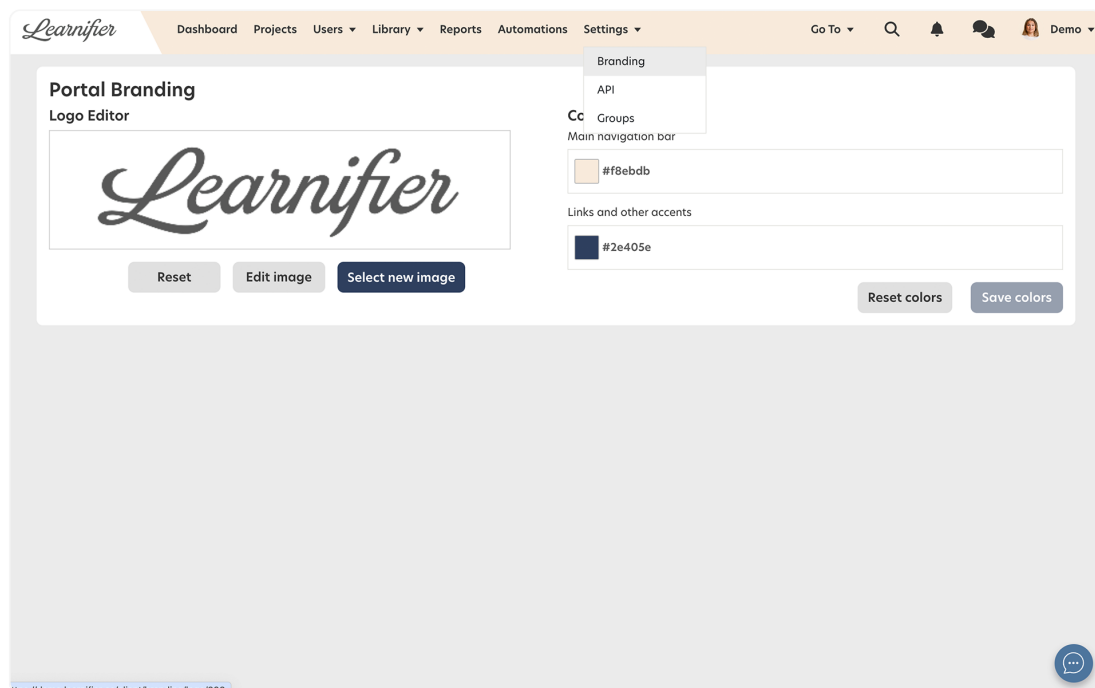 Learnifier
Dashboard Projects Users Library Reports Automations Settings Go To Demo
Branding
API
Groups
Portal Branding
Logo Editor
Learnifier
Reset Edit image Select new image
Co
Main navigation bar
#f8ebdb
Links and other accents
#2e405e
Reset colors Save colors